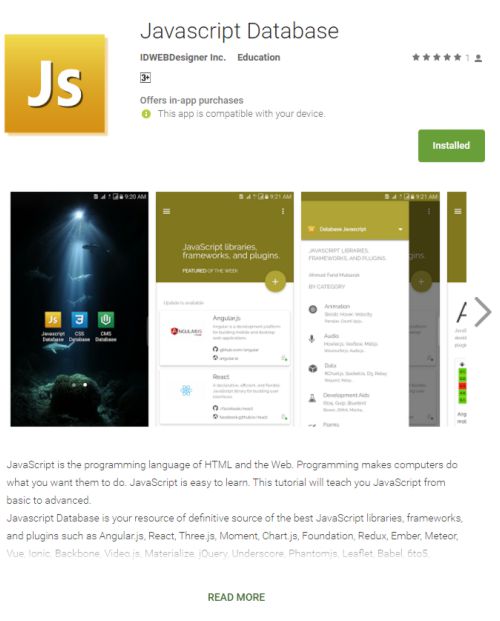 Javascript Database
JS
IDWEBDesigner Inc. Education
1
3+
Offers in-app purchases
This app is compatible with your device.
Installed
9:20 AM
Js
Javascript Database
CSS Database
CMS Database
9:21 AM
JavaScript libraries,
frameworks, and plugins.
FEATURED OF THE WEEK
Update is available
Angular.js
Angular is a development platform
for building mobile and desktop
web applications.
github.com/angular
angular.io
React
A declarative, efficient, and flexible
JavaScript library for building user
interfaces.
/facebook/react
facebook.github.io/react
9:21 AM
Database Javascript
JAVASCRIPT LIBRARIES,
FRAMEWORKS, AND PLUGINS.
Ahmad Farid Mubarok
BY CATEGORY
Animation
Audio
Data
Development Aids
Forms
JavaScript is the programming language of HTML and the Web. Programming makes computers do
what you want them to do. JavaScript is easy to learn. This tutorial will teach you JavaScript from
basic to advanced.
Javascript Database is your resource of definitive source of the best JavaScript libraries, frameworks,
and plugins such as Angular.js, React, Three.js, Moment, Chart.js, Foundation, Redux, Ember, Meteor,
Vue, Ionic, Backbone, Video.js, Materialize, jQuery, Underscore, Phantomjs, Leaflet, Babel, 6to5
READ MORE